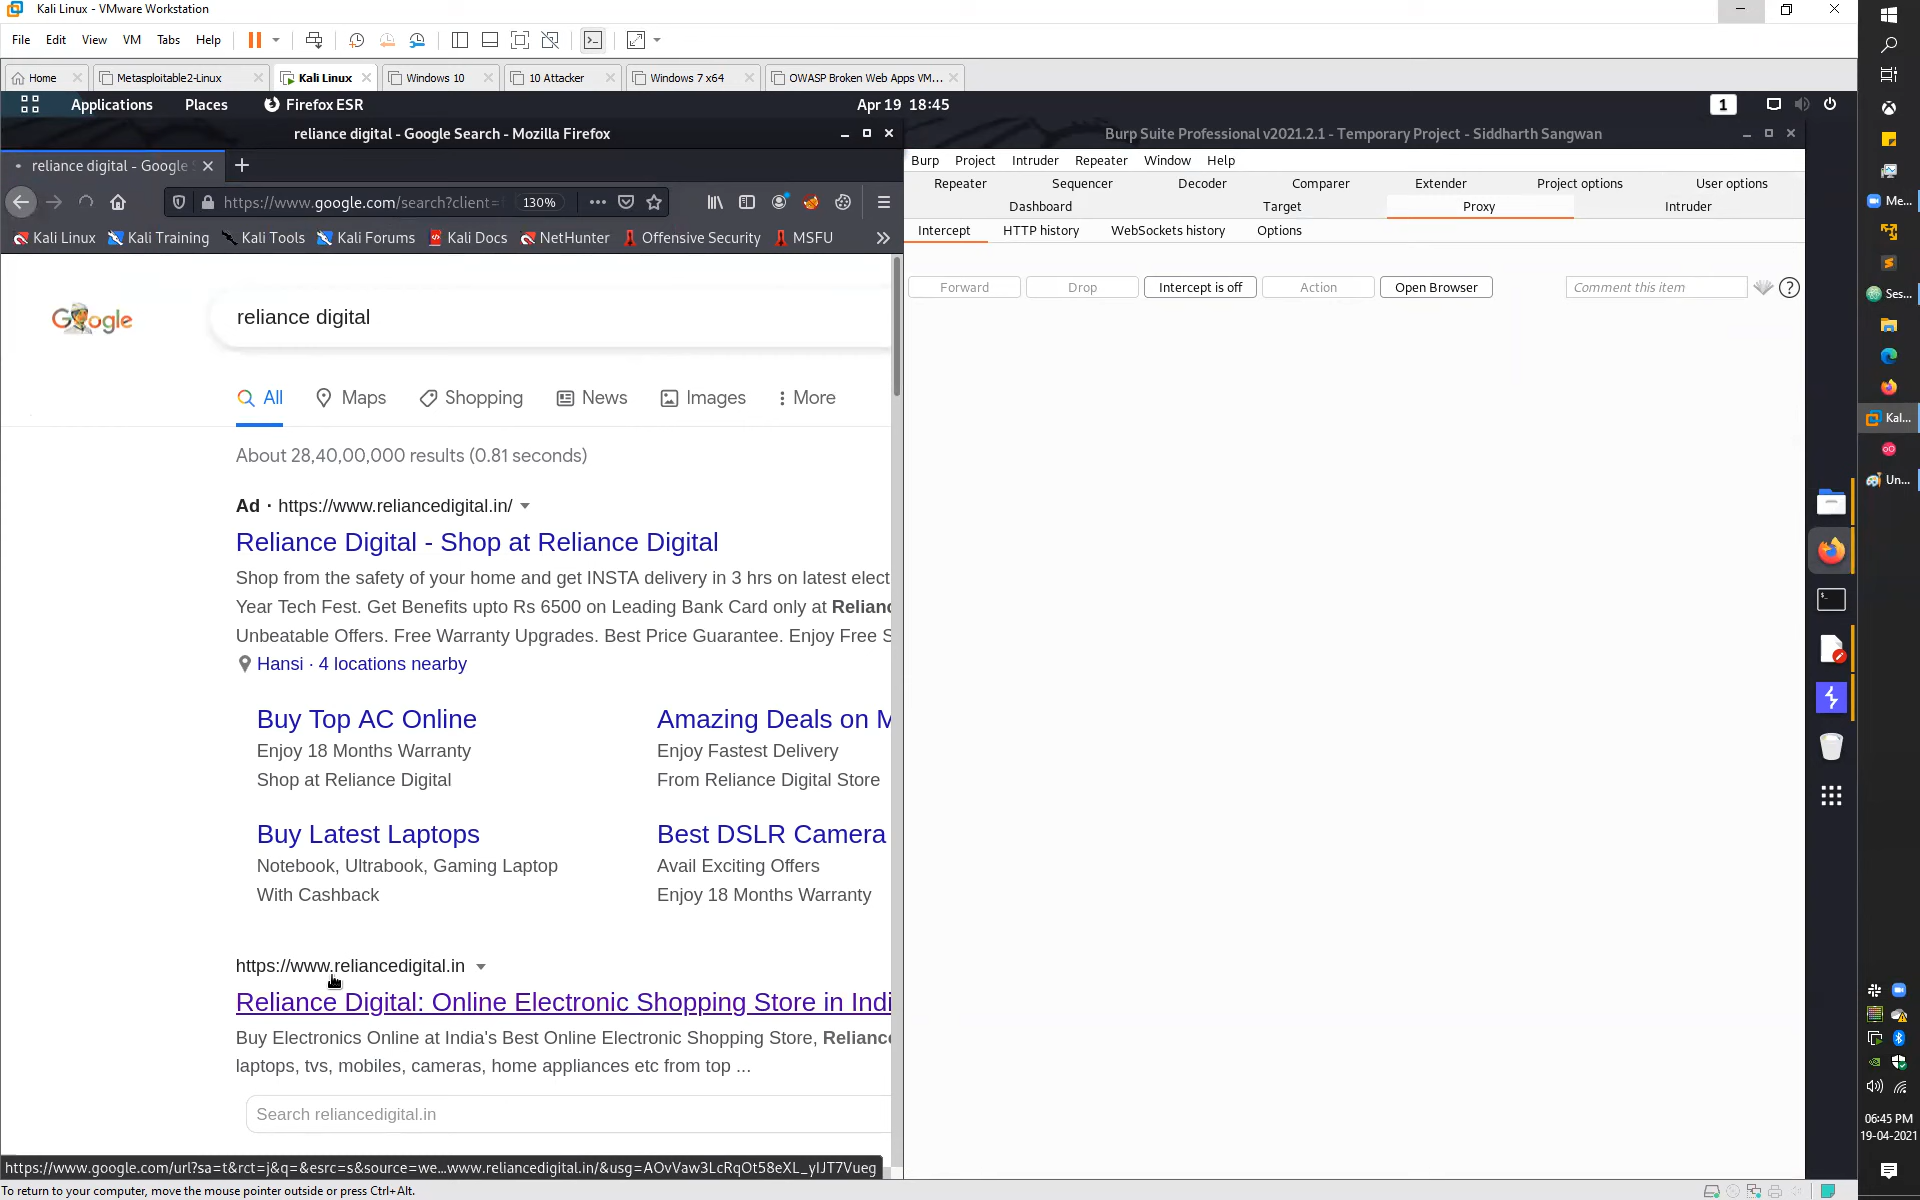 Kali Linux - VMware Workstation
File Edit View VM Tabs Help
Home Metasploitable2-Linux Kali Linux Windows 10 10 Attacker Windows 7 x64 OWASP Broken Web Apps VM...
Applications Places Firefox ESR Apr 19 18:45 1
reliance digital - Google Search - Mozilla Firefox
reliance digital - Google S
https://www.google.com/search?client= 130%
Kali Linux Kali Training Kali Tools Kali Forums Kali Docs NetHunter Offensive Security MSFU
Google reliance digital
All Maps Shopping News Images More
About 28,40,00,000 results (0.81 seconds)
Ad · https://www.reliancedigital.in/
Reliance Digital - Shop at Reliance Digital
Shop from the safety of your home and get INSTA delivery in 3 hrs on latest elect
Year Tech Fest. Get Benefits upto Rs 6500 on Leading Bank Card only at Relianc
Unbeatable Offers. Free Warranty Upgrades. Best Price Guarantee. Enjoy Free S
Hansi · 4 locations nearby
Buy Top AC Online
Enjoy 18 Months Warranty
Shop at Reliance Digital
Amazing Deals on M
Enjoy Fastest Delivery
From Reliance Digital Store
Buy Latest Laptops
Notebook, Ultrabook, Gaming Laptop
With Cashback
Best DSLR Camera
Avail Exciting Offers
Enjoy 18 Months Warranty
https://www.reliancedigital.in
Reliance Digital: Online Electronic Shopping Store in Indi
Buy Electronics Online at India's Best Online Electronic Shopping Store, Reliance
laptops, tvs, mobiles, cameras, home appliances etc from top ...
Search reliancedigital.in
https://www.google.com/url?sa=t&rct=j&q=&esrc=s&source=we…www.reliancedigital.in/&usg=AOvVaw3LcRqOt58eXL_yIJT7Vueg
To return to your computer, move the mouse pointer outside or press Ctrl+Alt.
Burp Suite Professional v2021.2.1 - Temporary Project - Siddharth Sangwan
Burp Project Intruder Repeater Window Help
Repeater Sequencer Decoder Comparer Extender Project options User options
Dashboard Target Proxy Intruder
Intercept HTTP history WebSockets history Options
Forward Drop Intercept is off Action Open Browser Comment this item ?
Me...
Ses...
Kal...
Un...
06:45 PM
19-04-2021